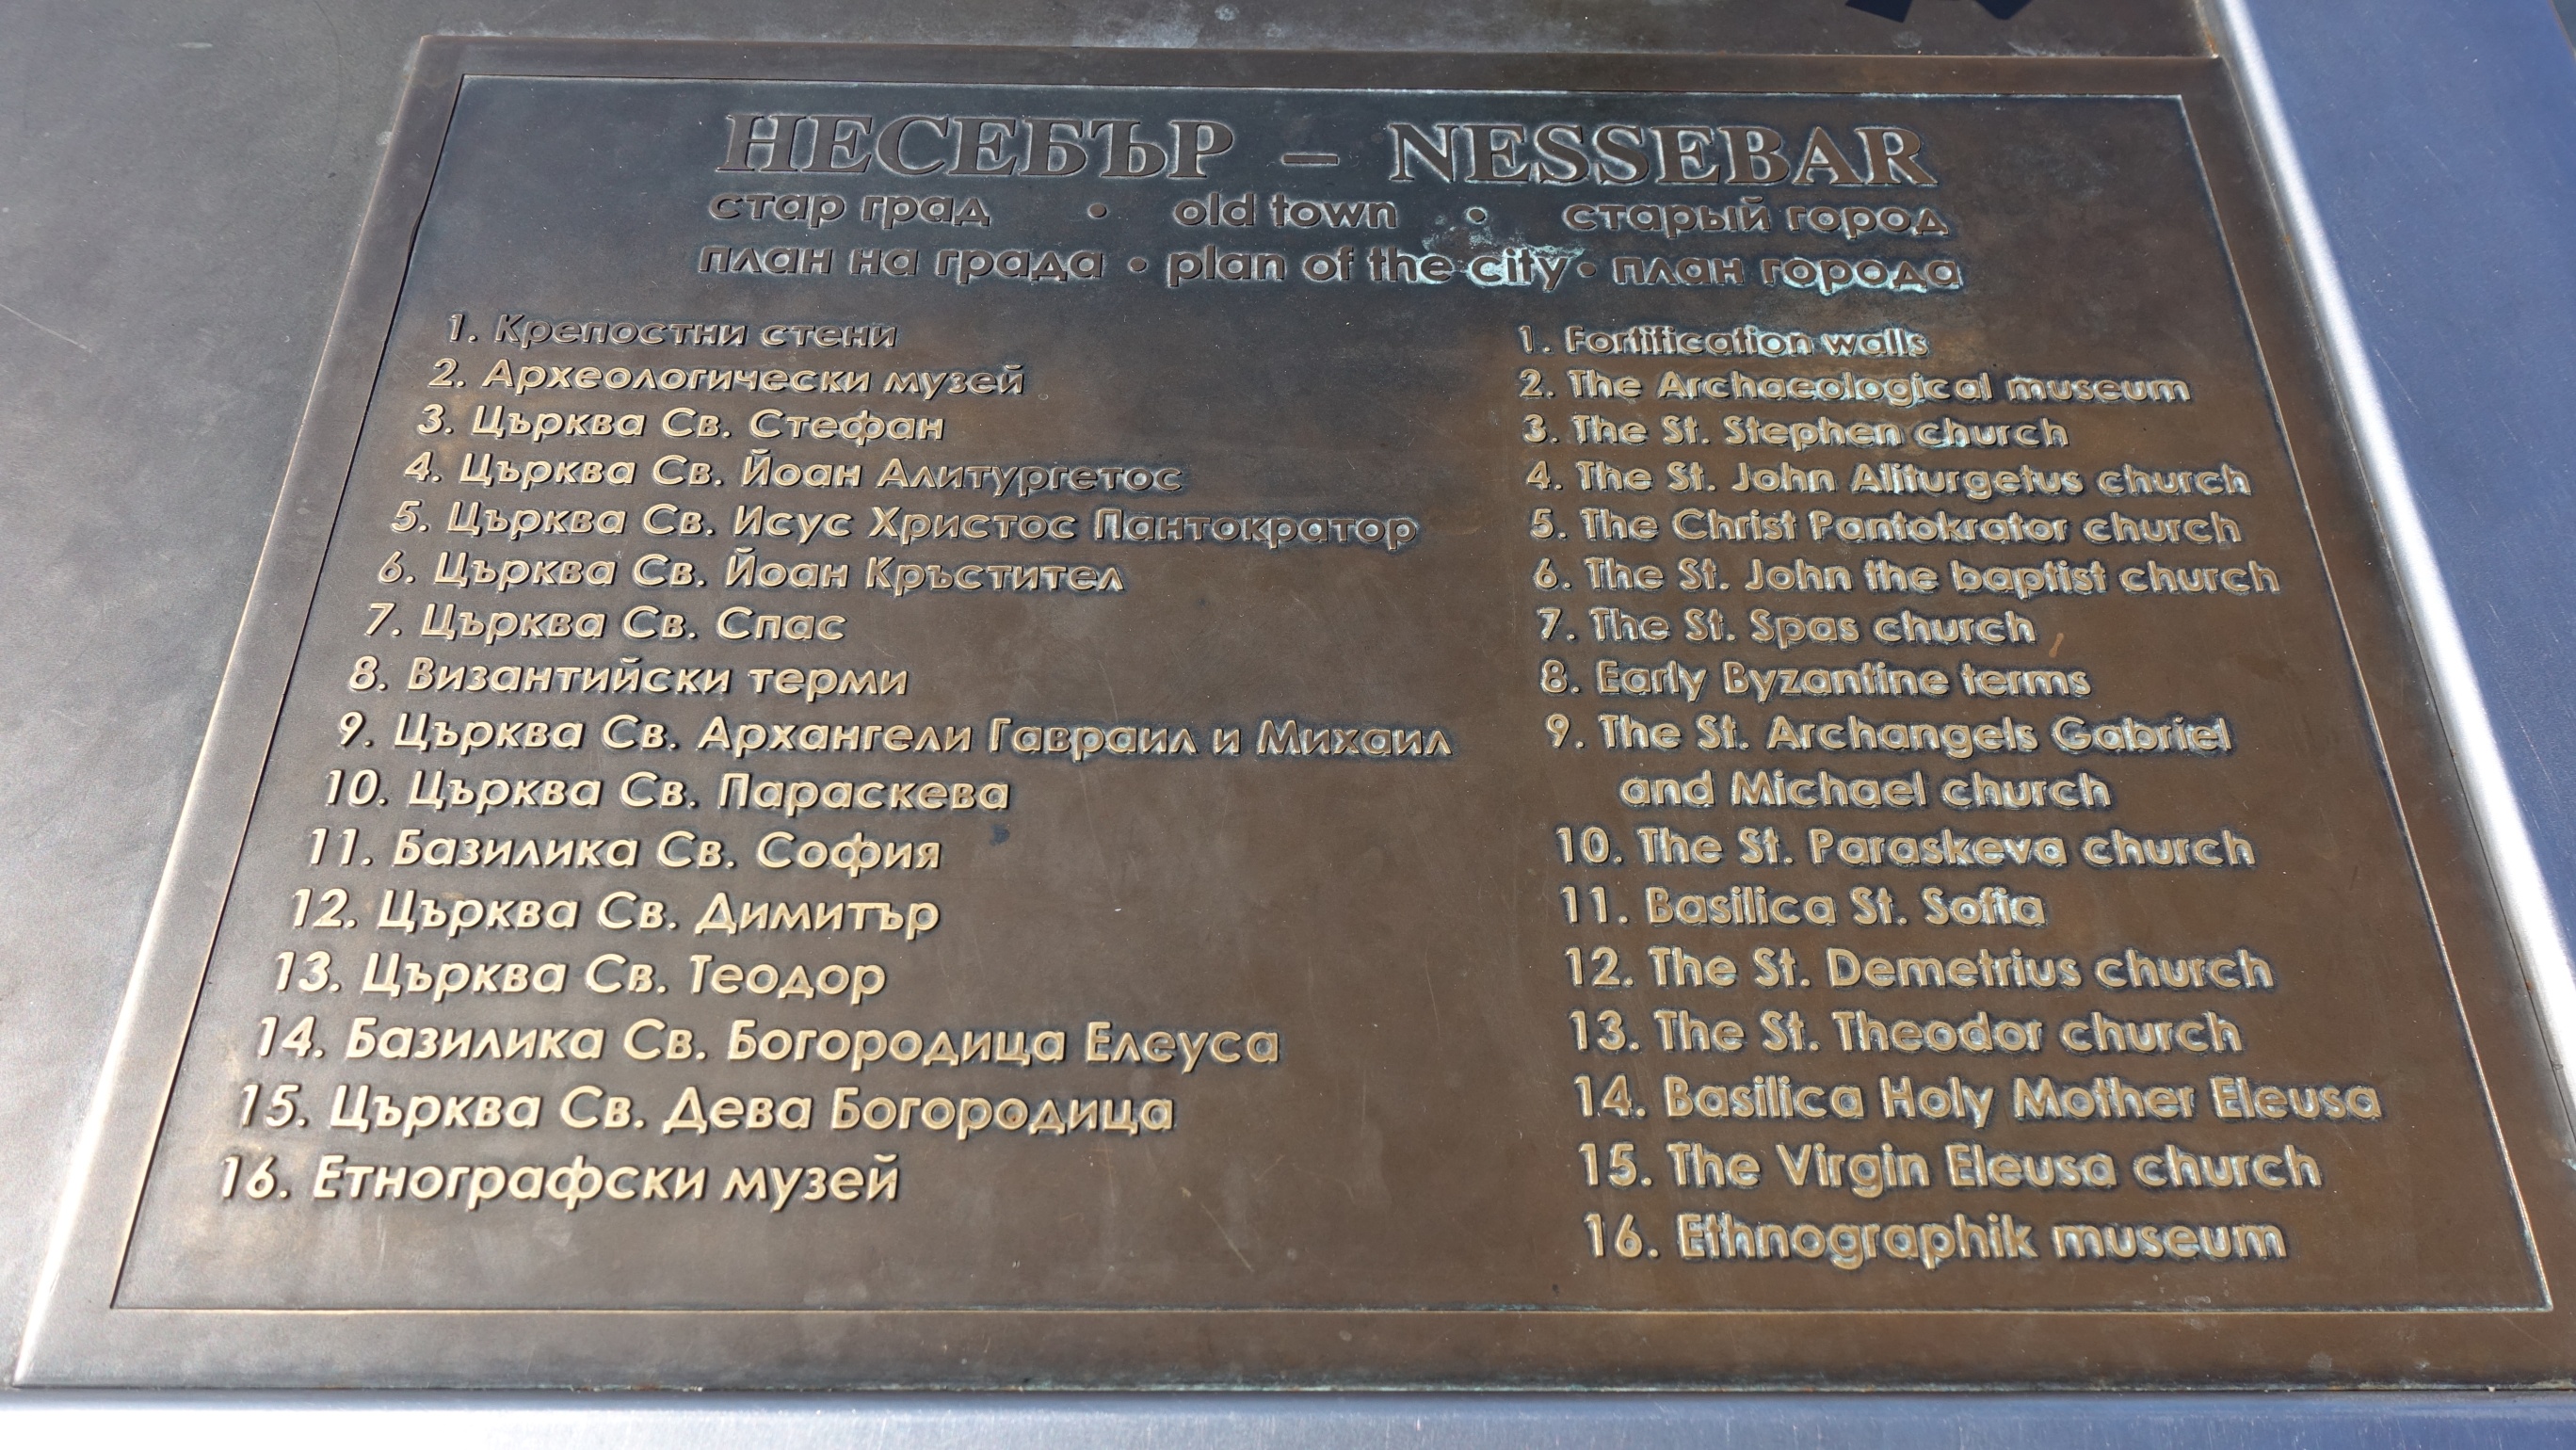 НЕСЕБЪР – NESSEBAR
стар град • old town • старый город
план на града • plan of the city • план города
1. Крепостни стени
2. Археологически музей
3. Църква Св. Стефан
4. Църква Св. Йоан Алитургетос
5. Църква Св. Исус Христос Пантократор
6. Църква Св. Йоан Кръстител
7. Църква Св. Спас
8. Византийски терми
9. Църква Св. Архангели Гавраил и Михаил
10. Църква Св. Параскева
11. Базилика Св. София
12. Църква Св. Димитър
13. Църква Св. Теодор
14. Базилика Св. Богородица Елеуса
15. Църква Св. Дева Богородица
16. Етнографски музей
1. Fortification walls
2. The Archaeological museum
3. The St. Stephen church
4. The St. John Aliturgetus church
5. The Christ Pantokrator church
6. The St. John the baptist church
7. The St. Spas church
8. Early Byzantine terms
9. The St. Archangels Gabriel
and Michael church
10. The St. Paraskeva church
11. Basilica St. Sofia
12. The St. Demetrius church
13. The St. Theodor church
14. Basilica Holy Mother Eleusa
15. The Virgin Eleusa church
16. Ethnographik museum